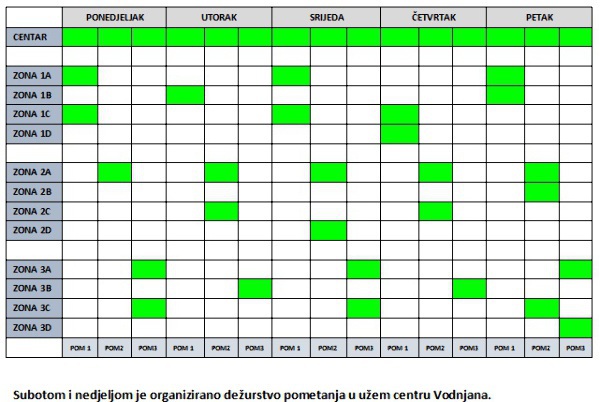 PONEDJELJAK UTORAK SRIJEDA ČETVRTAK PETAK
CENTAR
ZONA 1A
ZONA 1B
ZONA 1C
ZONA 1D
ZONA 2A
ZONA 2B
ZONA 2C
ZONA 2D
ZONA 3A
ZONA 3B
ZONA 3C
ZONA 3D
POM 1 POM2 POM3 POM 1 POM2 POM3 POM 1 POM2 POM3 POM 1 POM2 POM3 POM 1 POM2 POM3
Subotom i nedjeljom je organizirano dežurstvo pometanja u užem centru Vodnjana.